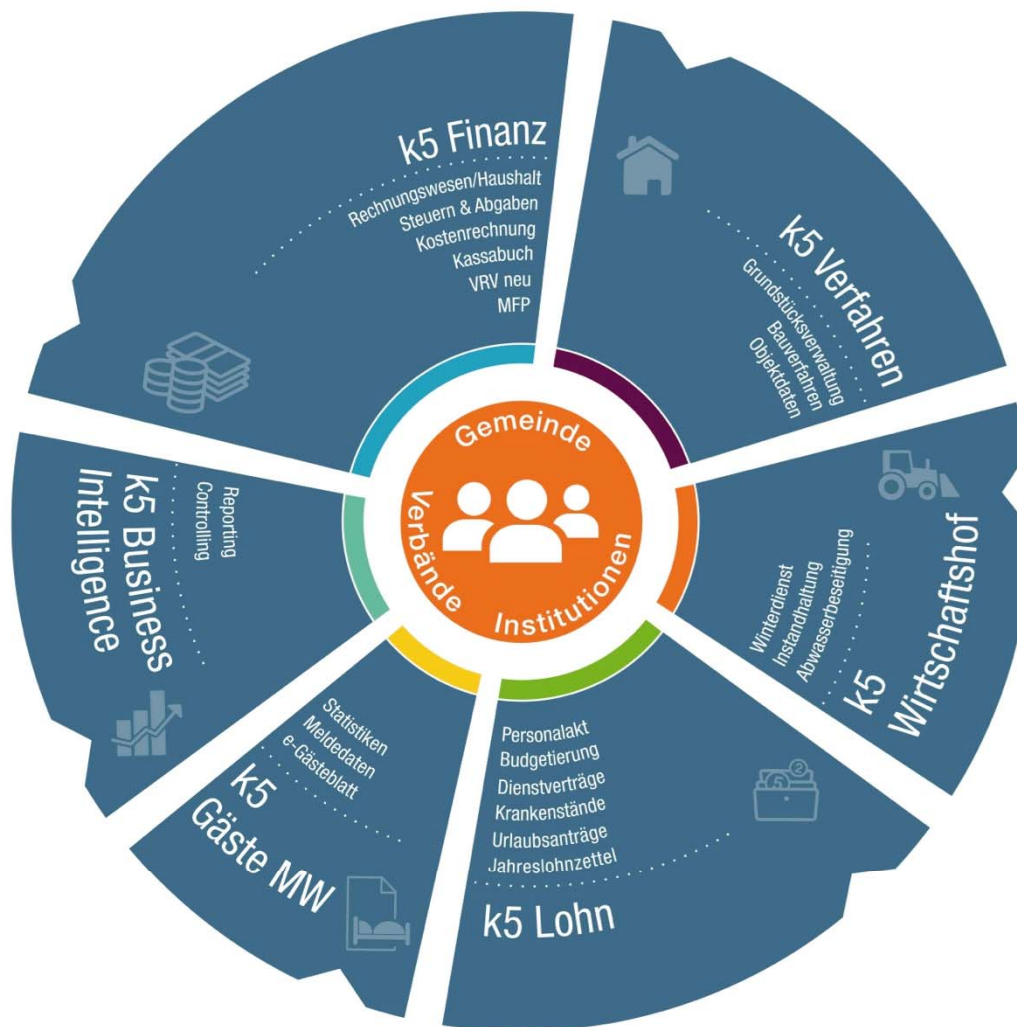 k5 Finanz
Rechnungswesen/Haushalt
Steuern & Abgaben
Kostenrechnung
Kassabuch
VRV neu
MFP
k5 Verfahren
Grundstücksverwaltung
Bauverfahren
Objektdaten
k5
Wirtschaftshof
Winterdienst
Instandhaltung
Abwasserbeseitigung
Personalakt
Budgetierung
Dienstverträge
Krankenstände
Urlaubsanträge
Jahreslohnzettel
k5 Lohn
5
2
Statistiken
Meldedaten
e-Gästeblatt
k5
Gäste MW
k5 Business
Intelligence
Reporting
Controlling
Gemeinde
Verbände
Institutionen